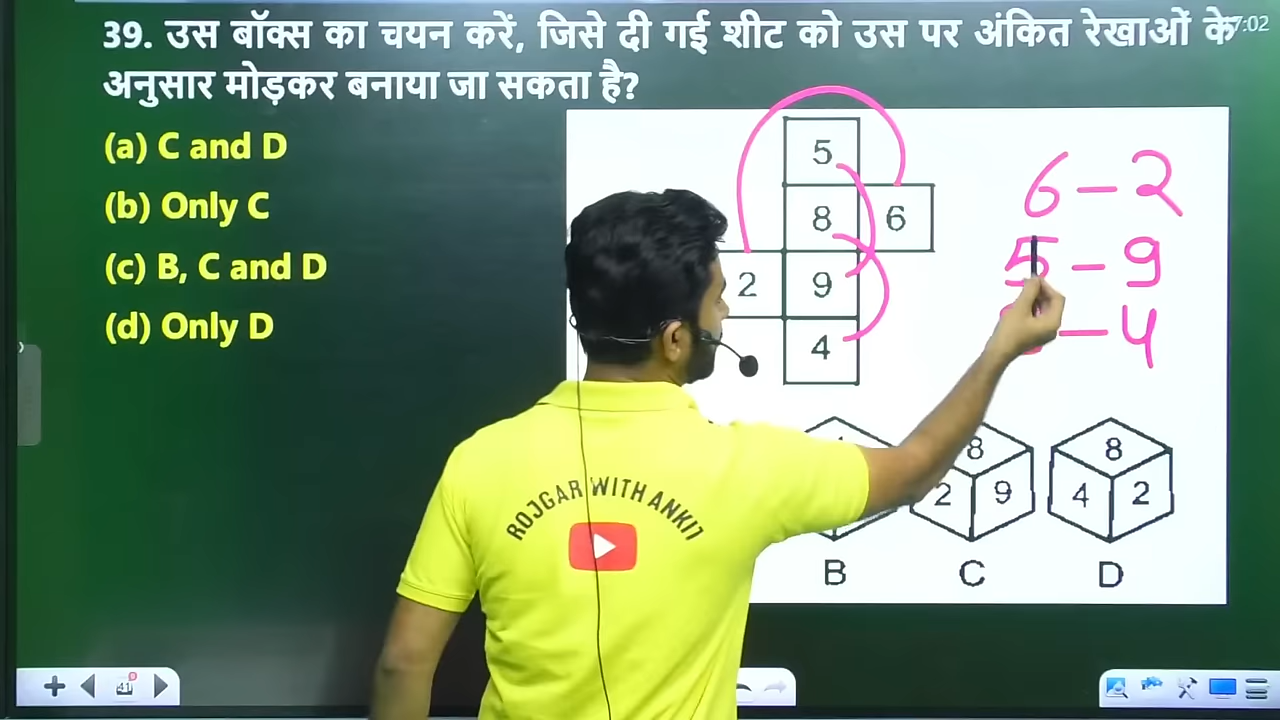 39. उस बॉक्स का चयन करें, जिसे दी गई शीट को उस पर अंकित रेखाओं के
7:02
अनुसार मोड़कर बनाया जा सकता है?
(a) C and D
(b) Only C
(c) B, C and D
(d) Only D
5
8 6
2 9
4
6 – 2
5 – 9
– 4
8
2 9
8
4 2
B C D
ROJGAR WITH ANKIT
41